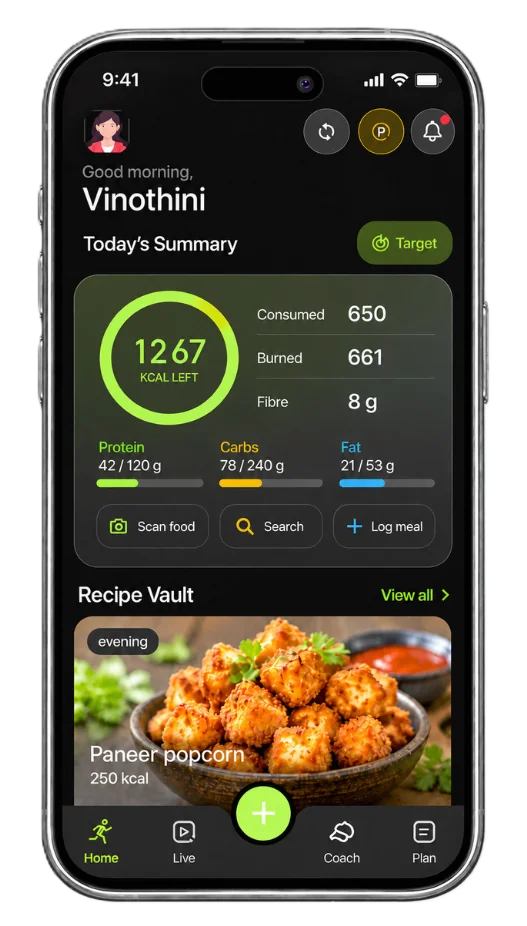 9:41
P
Good morning,
Vinothini
Today's Summary
Target
1267
KCAL LEFT
Consumed 650
Burned 661
Fibre 8 g
Protein Carbs Fat
42 / 120 g 78 / 240 g 21 / 53 g
Scan food Search Log meal
Recipe Vault View all
evening
Paneer popcorn
250 kcal
Home Live Coach Plan